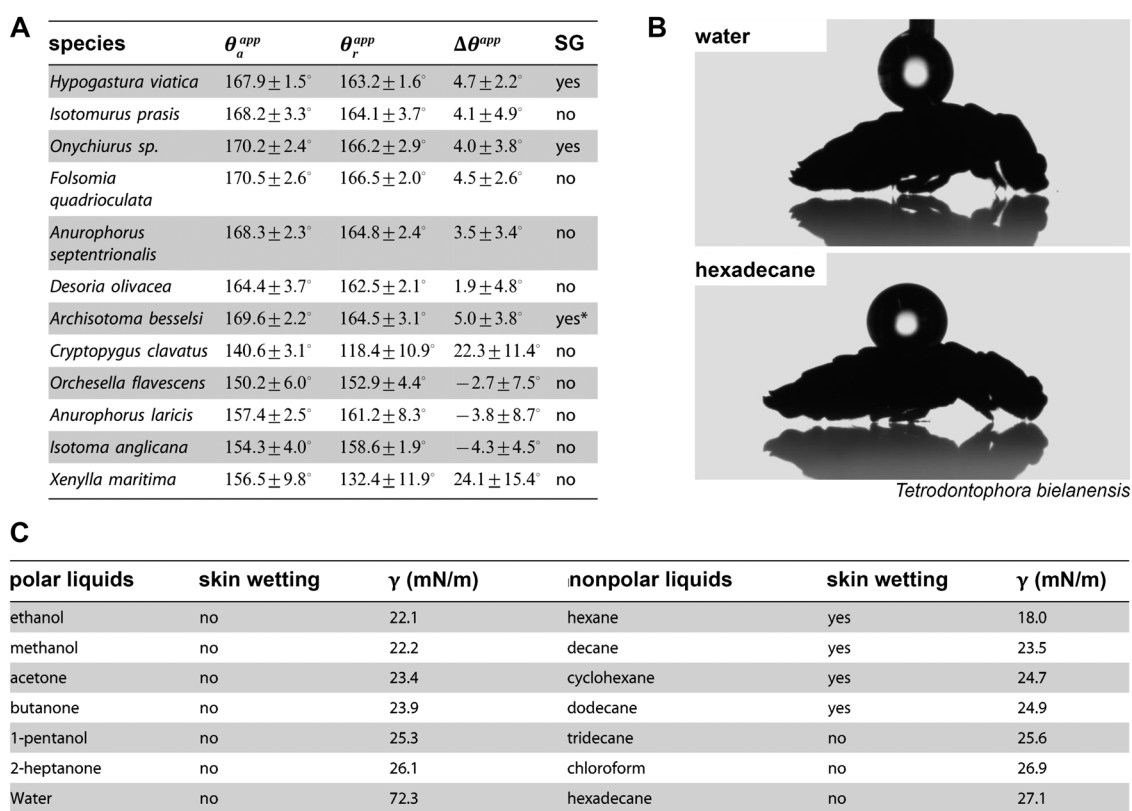 A
species θ_a^app θ_r^app Δθ^app SG
Hypogastura viatica 167.9±1.5° 163.2±1.6° 4.7±2.2° yes
Isotomurus prasis 168.2±3.3° 164.1±3.7° 4.1±4.9° no
Onychiurus sp. 170.2±2.4° 166.2±2.9° 4.0±3.8° yes
Folsomia 170.5±2.6° 166.5±2.0° 4.5±2.6° no
quadrioculata
Anurophorus 168.3±2.3° 164.8±2.4° 3.5±3.4° no
septentrionalis
Desoria olivacea 164.4±3.7° 162.5±2.1° 1.9±4.8° no
Archisotoma besselsi 169.6±2.2° 164.5±3.1° 5.0±3.8° yes*
Cryptopygus clavatus 140.6±3.1° 118.4±10.9° 22.3±11.4° no
Orchesella flavescens 150.2±6.0° 152.9±4.4° −2.7±7.5° no
Anurophorus laricis 157.4±2.5° 161.2±8.3° −3.8±8.7° no
Isotoma anglicana 154.3±4.0° 158.6±1.9° −4.3±4.5° no
Xenylla maritima 156.5±9.8° 132.4±11.9° 24.1±15.4° no
B
water
hexadecane
Tetrodontophora bielanensis
C
polar liquids skin wetting γ (mN/m) nonpolar liquids skin wetting γ (mN/m)
ethanol no 22.1 hexane yes 18.0
methanol no 22.2 decane yes 23.5
acetone no 23.4 cyclohexane yes 24.7
butanone no 23.9 dodecane yes 24.9
1-pentanol no 25.3 tridecane no 25.6
2-heptanone no 26.1 chloroform no 26.9
Water no 72.3 hexadecane no 27.1